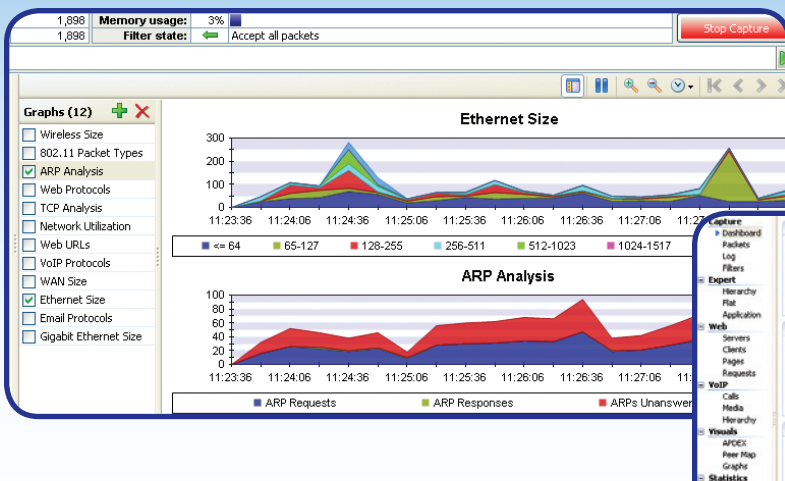 1,898 Memory usage: 3%
1,898 Filter state: Accept all packets
Stop Capture
Graphs (12)
Wireless Size
802.11 Packet Types
ARP Analysis
Web Protocols
TCP Analysis
Network Utilization
Web URLs
VoIP Protocols
WAN Size
Ethernet Size
Email Protocols
Gigabit Ethernet Size
Ethernet Size
300
200
100
0
11:23:36 11:24:06 11:24:36 11:25:06 11:25:36 11:26:06 11:26:36 11:27:06 11:27
<= 64 65-127 128-255 256-511 512-1023 1024-1517
ARP Analysis
100
80
60
40
20
0
11:23:36 11:24:06 11:24:36 11:25:06 11:25:36 11:26:06 11:26:36 11:27:06 11:
ARP Requests ARP Responses ARPs Unanswer
Capture
Dashboard
Packets
Log
Filters
Expert
Hierarchy
Flat
Application
Web
Servers
Clients
Pages
Requests
VoIP
Calls
Media
Hierarchy
Visuals
APDEX
Peer Map
Graphs
Statistics